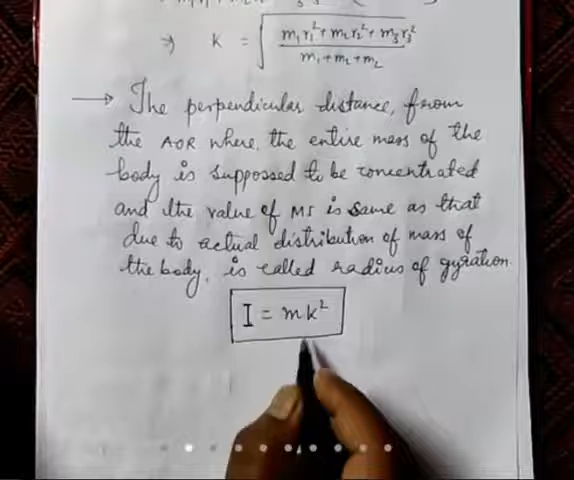 ⇒ K = √((m₁r₁² + m₂r₂² + m₃r₃²)/(m₁ + m₂ + m₂))
→ The perpendicular distance, from
the AOR where, the entire mass of the
body is suppossed to be concentrated
and the value of MI is same as that
due to actual distribution of mass of
the body, is called radius of gyration.
I = mk²